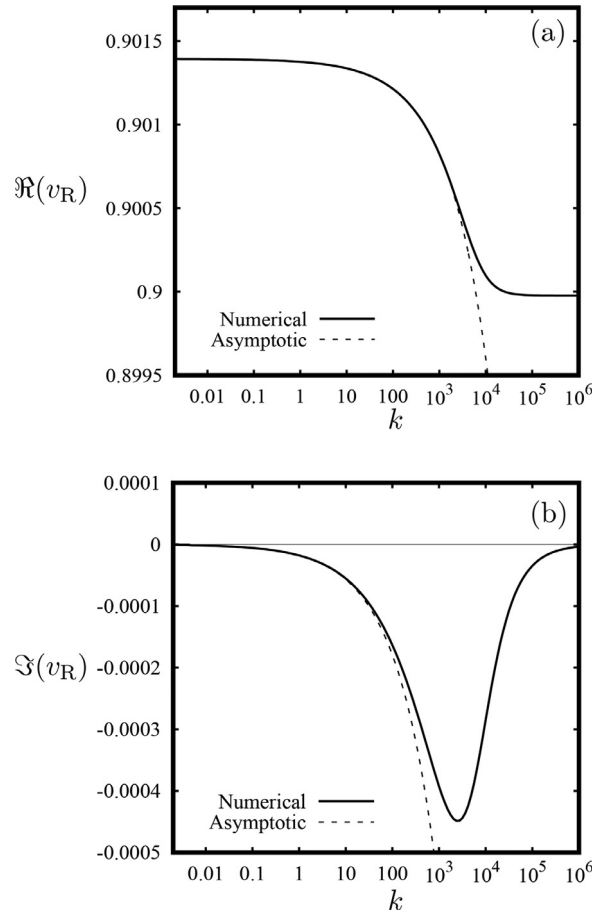 (a)
0.9015
0.901
0.9005
0.9
0.8995
ℜ(v_R)
Numerical
Asymptotic
0.01 0.1 1 10 100 10³ 10⁴ 10⁵ 10⁶
k
(b)
0.0001
0
-0.0001
-0.0002
-0.0003
-0.0004
-0.0005
ℑ(v_R)
Numerical
Asymptotic
0.01 0.1 1 10 100 10³ 10⁴ 10⁵ 10⁶
k